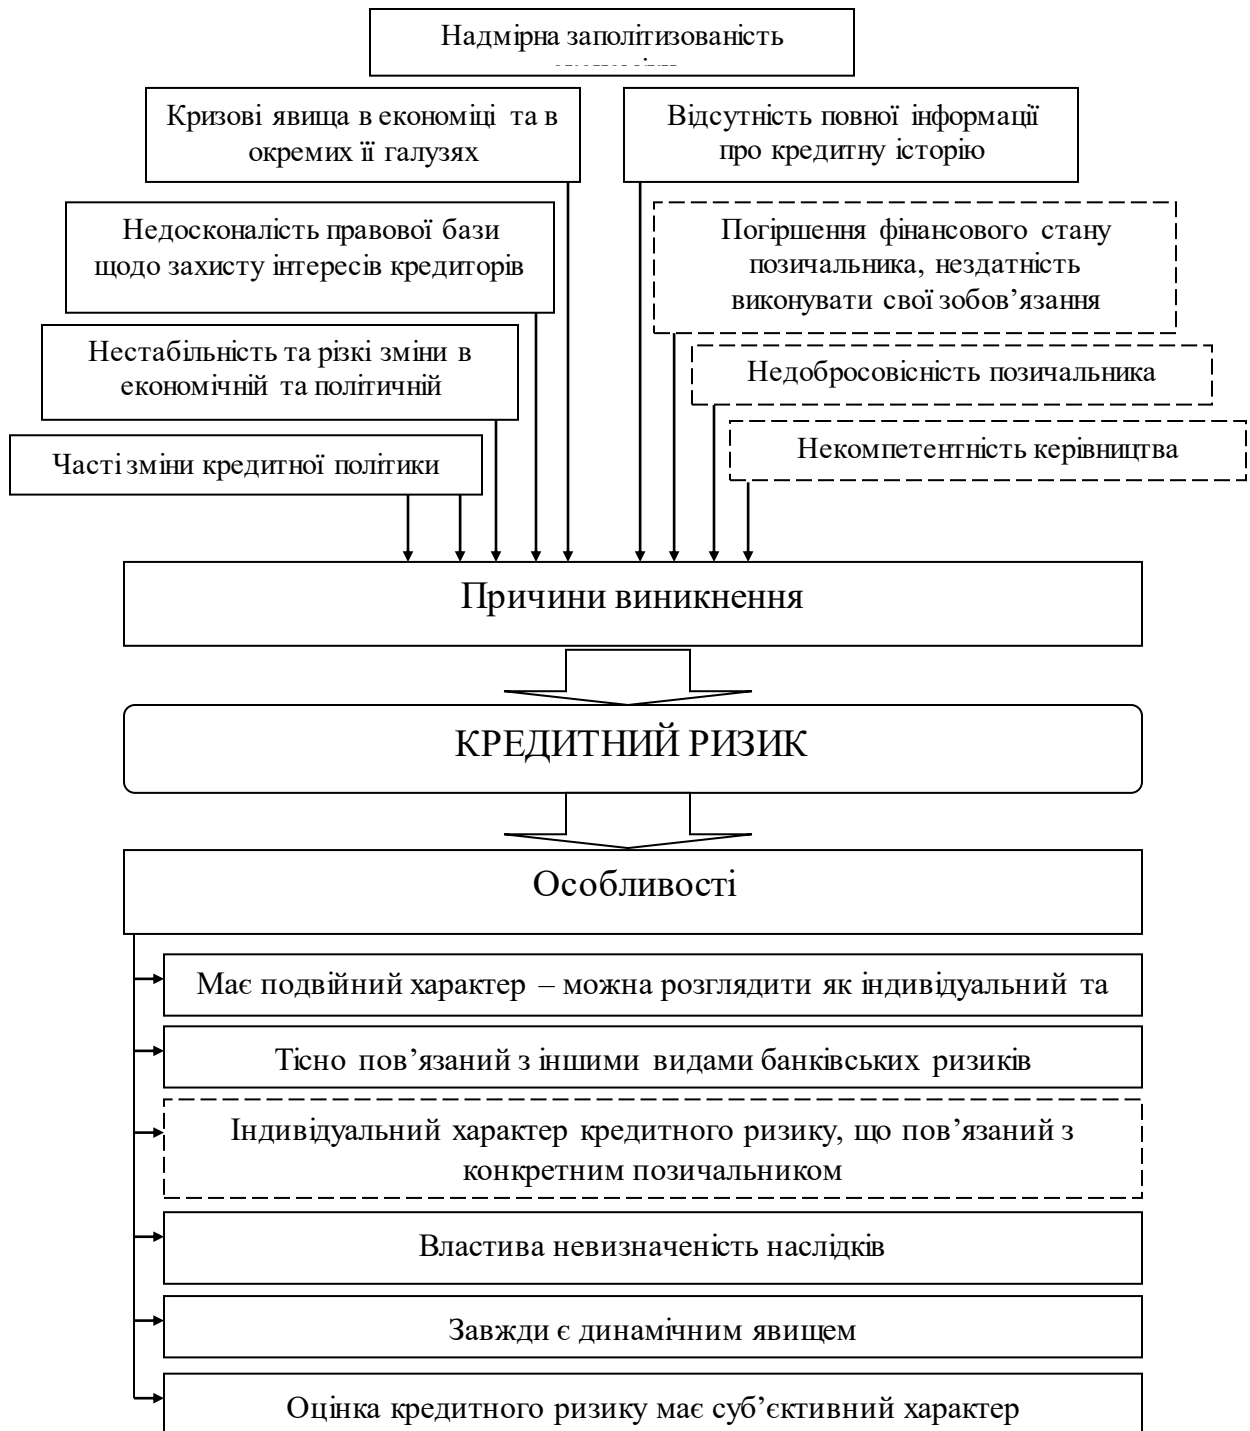 Надмірна заполітизованість
Кризові явища в економіці та в
окремих її галузях
Відсутність повної інформації
про кредитну історію
Недосконалість правової бази
щодо захисту інтересів кредиторів
Погіршення фінансового стану
позичальника, нездатність
виконувати свої зобов’язання
Нестабільність та різкі зміни в
економічній та політичній
Недобросовісність позичальника
Часті зміни кредитної політики
Некомпетентність керівництва
Причини виникнення
КРЕДИТНИЙ РИЗИК
Особливості
Має подвійний характер – можна розглядити як індивідуальний та
Тісно пов’язаний з іншими видами банківських ризиків
Індивідуальний характер кредитного ризику, що пов’язаний з
конкретним позичальником
Властива невизначеність наслідків
Завжди є динамічним явищем
Оцінка кредитного ризику має суб’єктивний характер